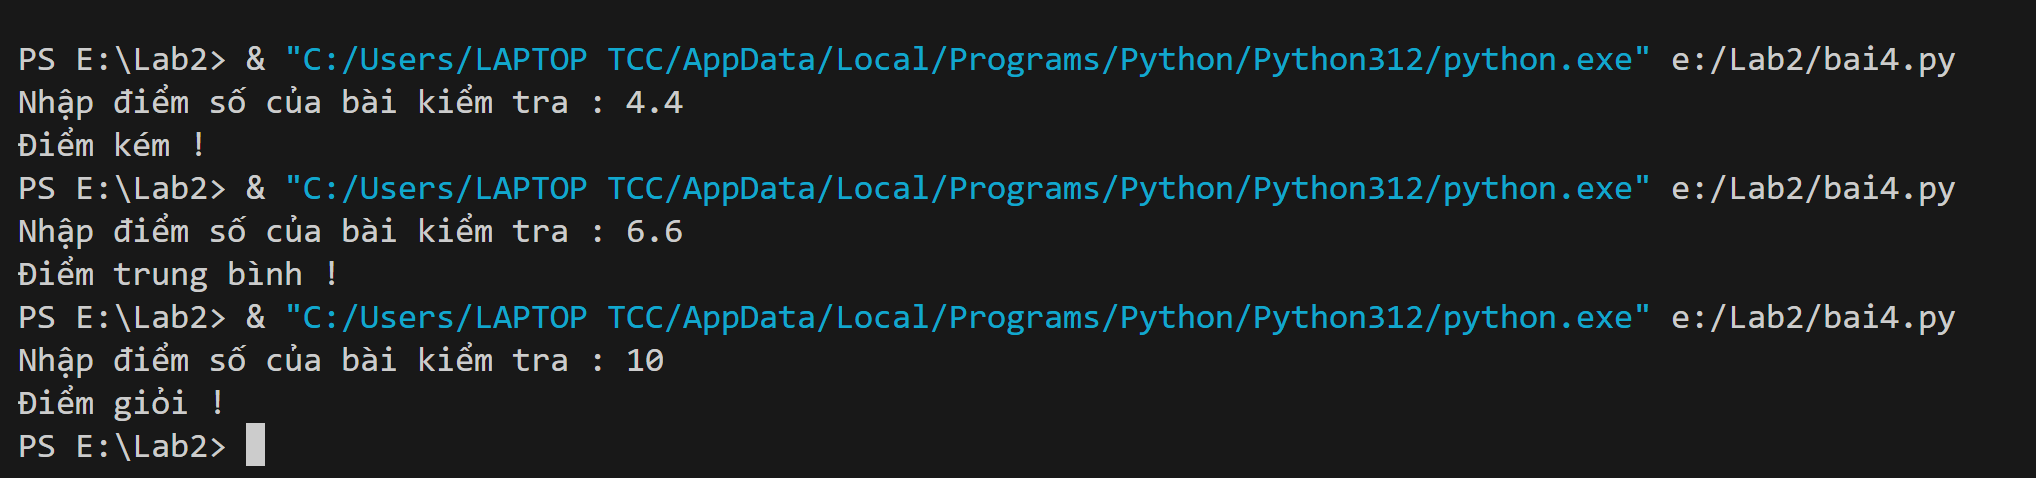 PS E:\Lab2> & "C:/Users/LAPTOP TCC/AppData/Local/Programs/Python/Python312/python.exe" e:/Lab2/bai4.py
Nhập điểm số của bài kiểm tra : 4.4
Điểm kém !
PS E:\Lab2> & "C:/Users/LAPTOP TCC/AppData/Local/Programs/Python/Python312/python.exe" e:/Lab2/bai4.py
Nhập điểm số của bài kiểm tra : 6.6
Điểm trung bình !
PS E:\Lab2> & "C:/Users/LAPTOP TCC/AppData/Local/Programs/Python/Python312/python.exe" e:/Lab2/bai4.py
Nhập điểm số của bài kiểm tra : 10
Điểm giỏi !
PS E:\Lab2>